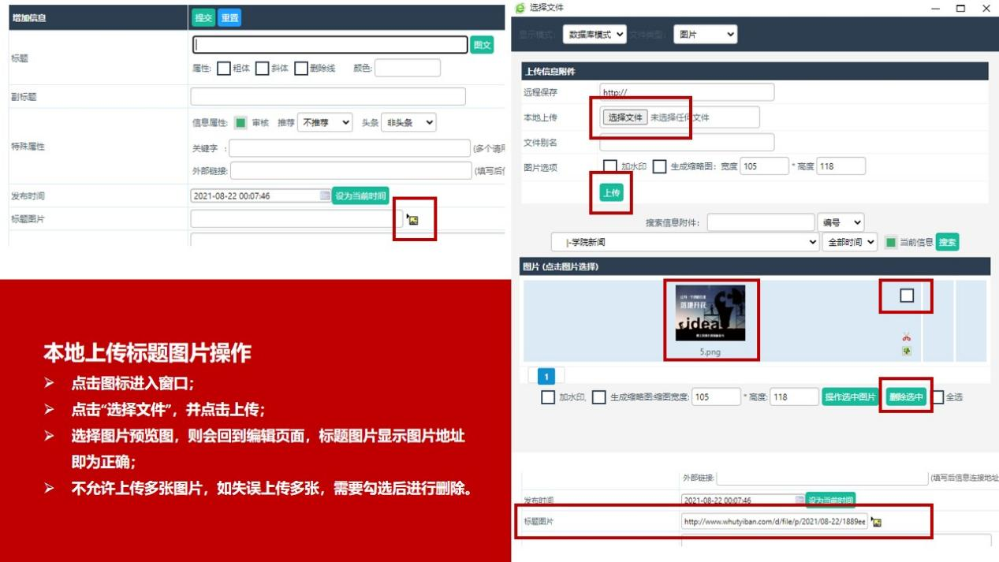 增加信息 提交 重置
标题
图文
属性: 粗体 斜体 删除线 颜色:
副标题
信息属性: 审核 推荐 不推荐 头条 非头条
特殊属性
关键字 : (多个请用
外部链接: (填写后信
发布时间 2021-08-22 00:07:46 设为当前时间
标题图片
本地上传标题图片操作
➢ 点击图标进入窗口；
➢ 点击“选择文件”，并点击上传；
➢ 选择图片预览图，则会回到编辑页面，标题图片显示图片地址
即为正确；
➢ 不允许上传多张图片，如失误上传多张，需要勾选后进行删除。
选择文件
显示模式: 数据库模式 文件类型: 图片
上传信息附件
远程保存 http://
本地上传 选择文件 未选择任何文件
文件别名
图片选项 加水印 生成缩略图: 宽度 105 * 高度 118
上传
搜索信息附件: 编号
|-学院新闻 全部时间 当前信息 搜索
图片 (点击图片选择)
落地开花
idea
5.png
1
加水印, 生成缩略图:缩图宽度: 105 * 高度: 118 操作选中图片 删除选中 全选
外部链接: (填写后信息连接地址
发布时间 2021-08-22 00:07:46 设为当前时间
标题图片 http://www.whutyiban.com/d/file/p/2021/08-22/1889ee